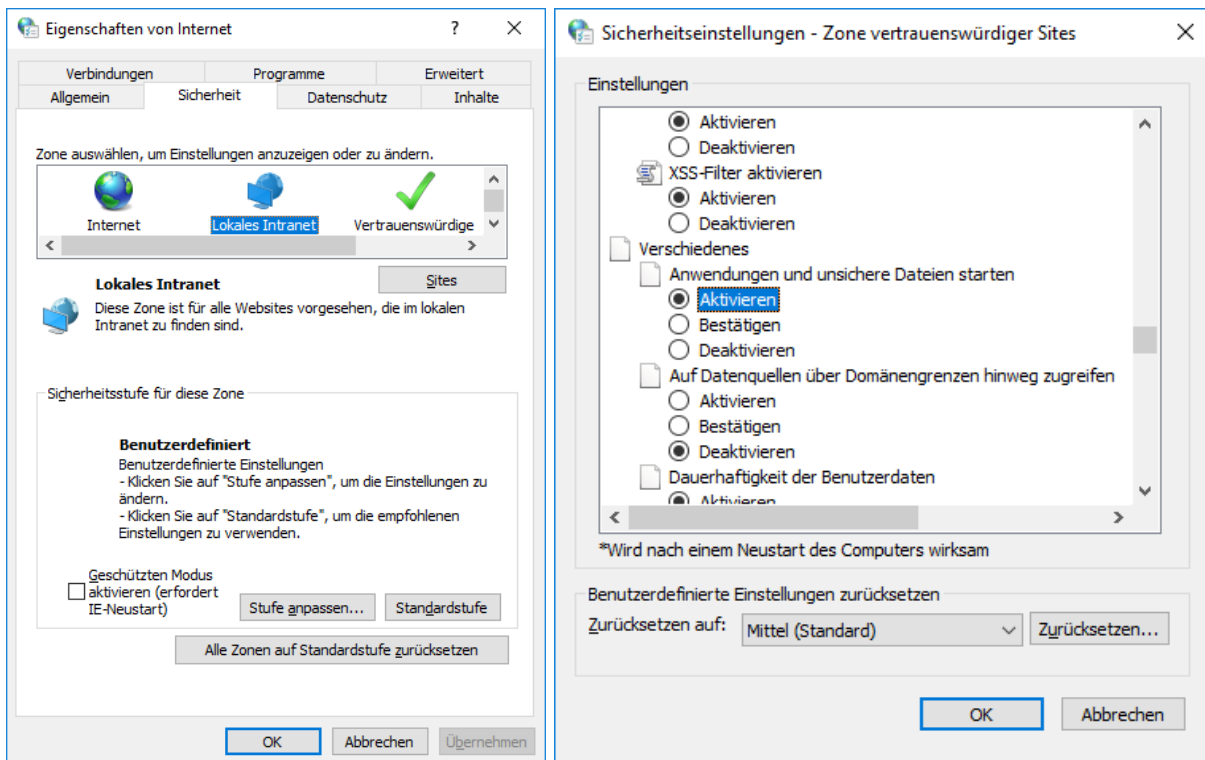 Eigenschaften von Internet
Verbindungen Programme Erweitert
Allgemein Sicherheit Datenschutz Inhalte
Zone auswählen, um Einstellungen anzuzeigen oder zu ändern.
Internet Lokales Intranet Vertrauenswürdige
Lokales Intranet
Sites
Diese Zone ist für alle Websites vorgesehen, die im lokalen
Intranet zu finden sind.
Sicherheitsstufe für diese Zone
Benutzerdefiniert
Benutzerdefinierte Einstellungen
- Klicken Sie auf "Stufe anpassen", um die Einstellungen zu
ändern.
- Klicken Sie auf "Standardstufe", um die empfohlenen
Einstellungen zu verwenden.
Geschützten Modus
aktivieren (erfordert
IE-Neustart)
Stufe anpassen... Standardstufe
Alle Zonen auf Standardstufe zurücksetzen
OK Abbrechen Übernehmen
Sicherheitseinstellungen - Zone vertrauenswürdiger Sites
Einstellungen
Aktivieren
Deaktivieren
XSS-Filter aktivieren
Aktivieren
Deaktivieren
Verschiedenes
Anwendungen und unsichere Dateien starten
Aktivieren
Bestätigen
Deaktivieren
Auf Datenquellen über Domänengrenzen hinweg zugreifen
Aktivieren
Bestätigen
Deaktivieren
Dauerhaftigkeit der Benutzerdaten
Aktivieren
*Wird nach einem Neustart des Computers wirksam
Benutzerdefinierte Einstellungen zurücksetzen
Zurücksetzen auf: Mittel (Standard) Zurücksetzen...
OK Abbrechen